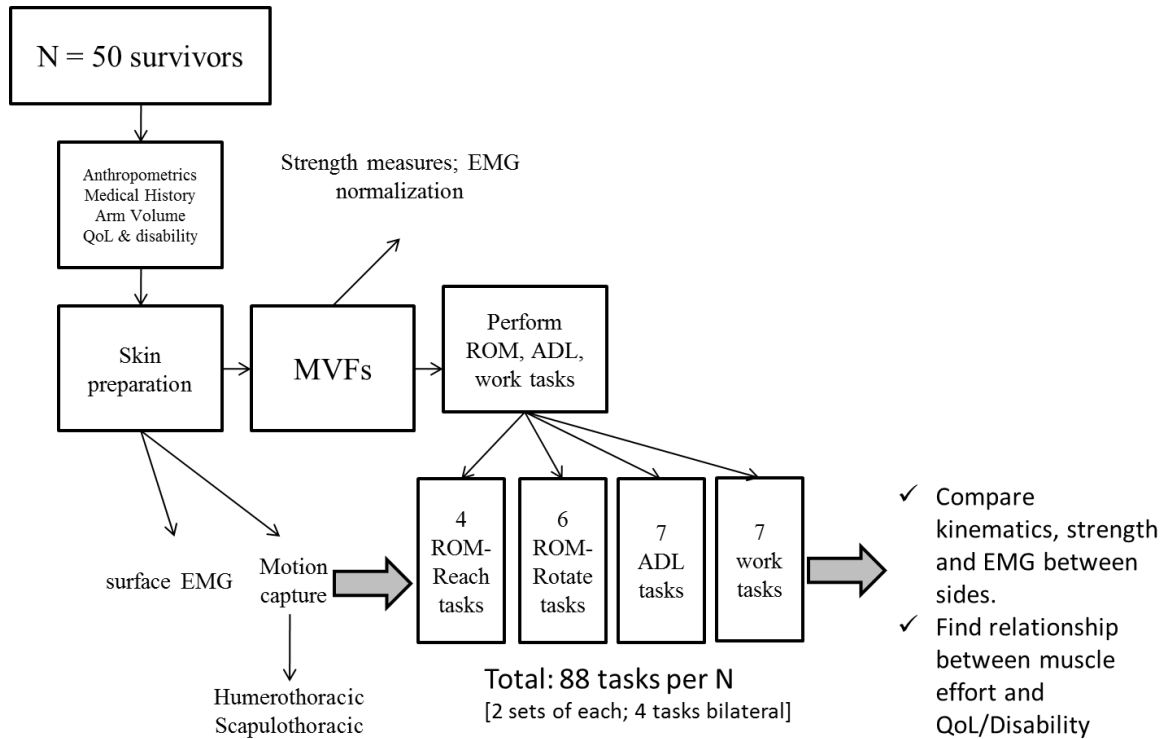 N = 50 survivors
Anthropometrics
Medical History
Arm Volume
QoL & disability
Strength measures; EMG
normalization
Skin
preparation
MVFs
Perform
ROM, ADL,
work tasks
surface EMG
Motion
capture
Humerothoracic
Scapulothoracic
4
ROM-
Reach
tasks
6
ROM-
Rotate
tasks
7
ADL
tasks
7
work
tasks
Total: 88 tasks per N
[2 sets of each; 4 tasks bilateral]
✓ Compare
kinematics, strength
and EMG between
sides.
✓ Find relationship
between muscle
effort and
QoL/Disability